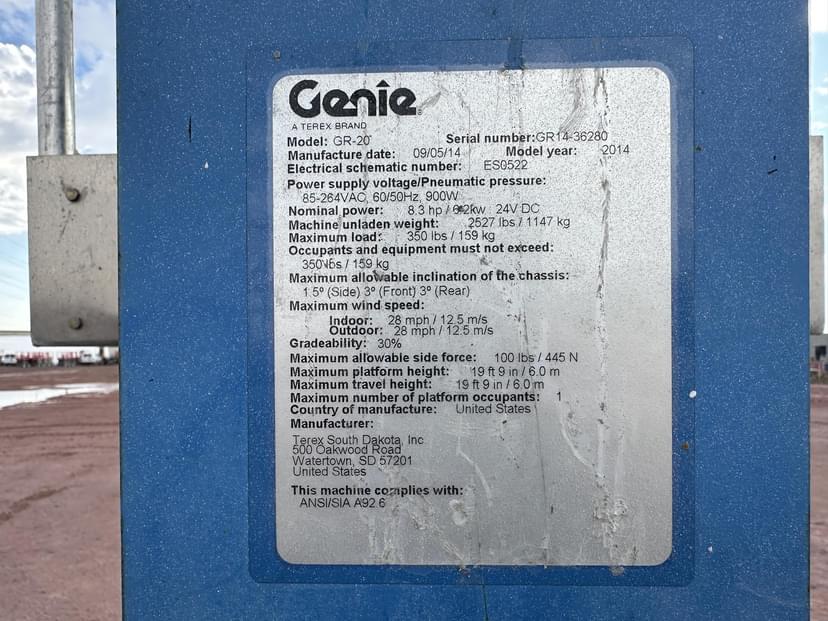 Genie
A TEREX BRAND
Model: GR-20 Serial number:GR14-36280
Manufacture date: 09/05/14 Model year: 2014
Electrical schematic number: ES0522
Power supply voltage/Pneumatic pressure:
85-264VAC, 60/50Hz, 900W
Nominal power: 8.3 hp / 6.2kw 24V DC
Machine unladen weight: 2527 lbs / 1147 kg
Maximum load: 350 lbs / 159 kg
Occupants and equipment must not exceed:
350 lbs / 159 kg
Maximum allowable inclination of the chassis:
1.5° (Side) 3° (Front) 3° (Rear)
Maximum wind speed:
Indoor: 28 mph / 12.5 m/s
Outdoor: 28 mph / 12.5 m/s
Gradeability: 30%
Maximum allowable side force: 100 lbs / 445 N
Maximum platform height: 19 ft 9 in / 6.0 m
Maximum travel height: 19 ft 9 in / 6.0 m
Maximum number of platform occupants: 1
Country of manufacture: United States
Manufacturer:
Terex South Dakota, Inc
500 Oakwood Road
Watertown, SD 57201
United States
This machine complies with:
ANSI/SIA A92.6